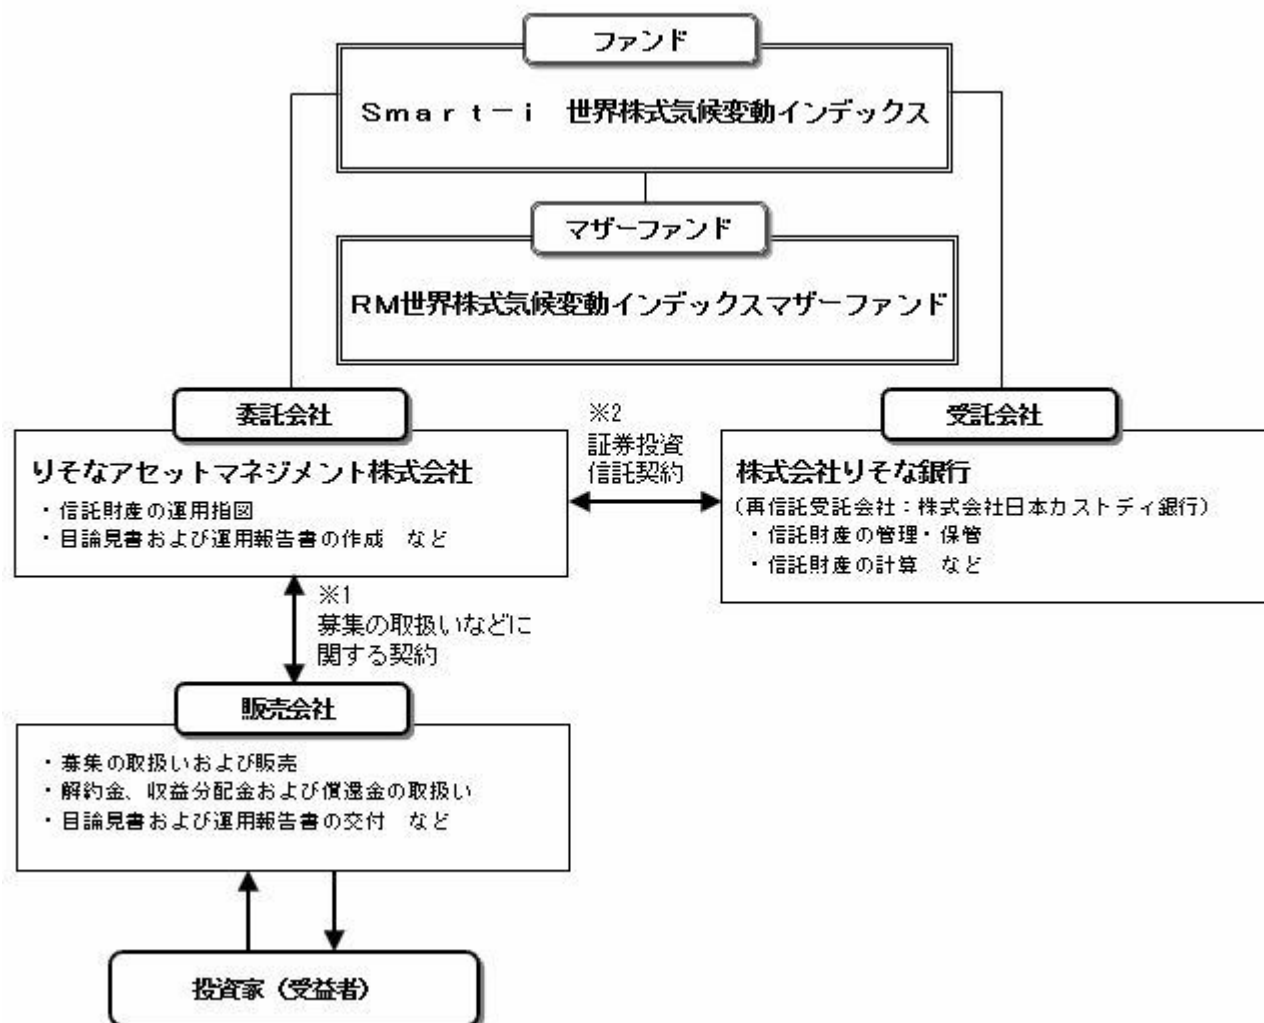 ファンド
Ｓｍａｒｔ－ｉ　世界株式気候変動インデックス
マザーファンド
ＲＭ世界株式気候変動インデックスマザーファンド
委託会社
りそなアセットマネジメント株式会社
・信託財産の運用指図
・目論見書および運用報告書の作成　など
※2
証券投資
信託契約
受託会社
株式会社りそな銀行
（再信託受託会社：株式会社日本カストディ銀行）
・信託財産の管理・保管
・信託財産の計算　など
※1
募集の取扱いなどに
関する契約
販売会社
・募集の取扱いおよび販売
・解約金、収益分配金および償還金の取扱い
・目論見書および運用報告書の交付　など
投資家（受益者）